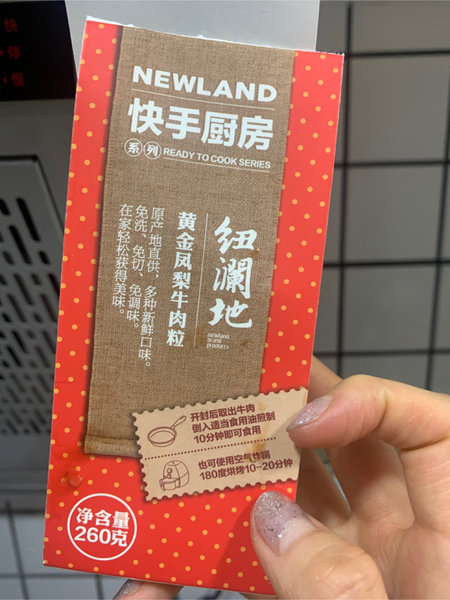 快
停
NEWLAND
快手厨房
系列 READY TO COOK SERIES
纽澜地
newland
brand
products
黄金凤梨牛肉粒
原产地直供、多种新鲜口味。
免洗、免切、免调味。
在家轻松获得美味。
开封后取出牛肉
倒入适当食用油煎制
10分钟即可食用
也可使用空气炸锅
180度烘烤10-20分钟
净含量
260克